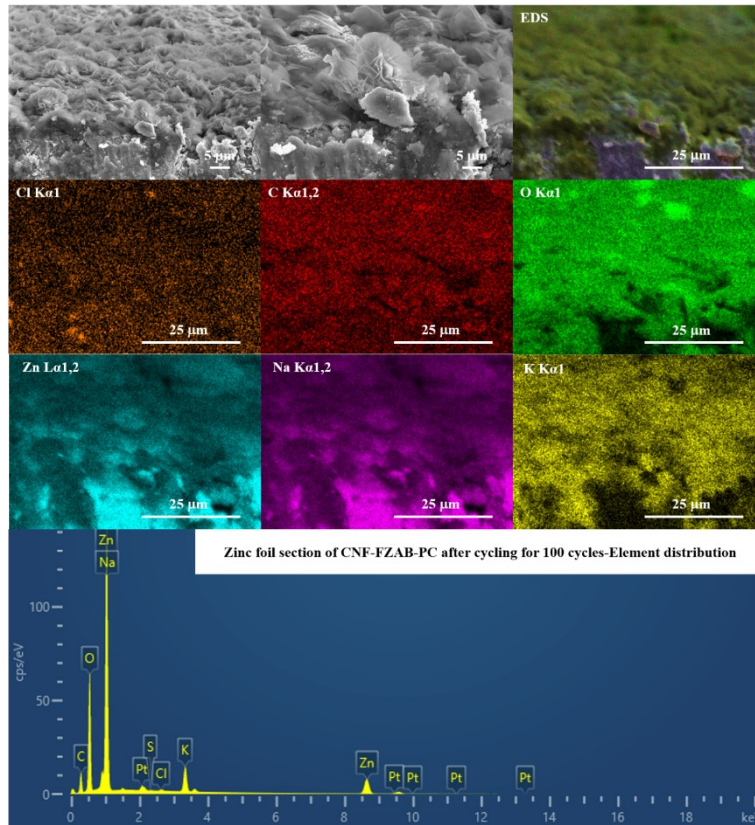 EDS
5 μm
5 μm
25 μm
Cl Kα1
C Kα1,2
O Kα1
25 μm
25 μm
25 μm
Zn Lα1,2
Na Kα1,2
K Kα1
25 μm
25 μm
25 μm
Zinc foil section of CNF-FZAB-PC after cycling for 100 cycles-Element distribution
Zn
Na
100
cps/eV
O
50
C
S
Pt
Cl
K
Zn
Pt
Pt
Pt
Pt
0
0
2
4
6
8
10
12
14
16
18